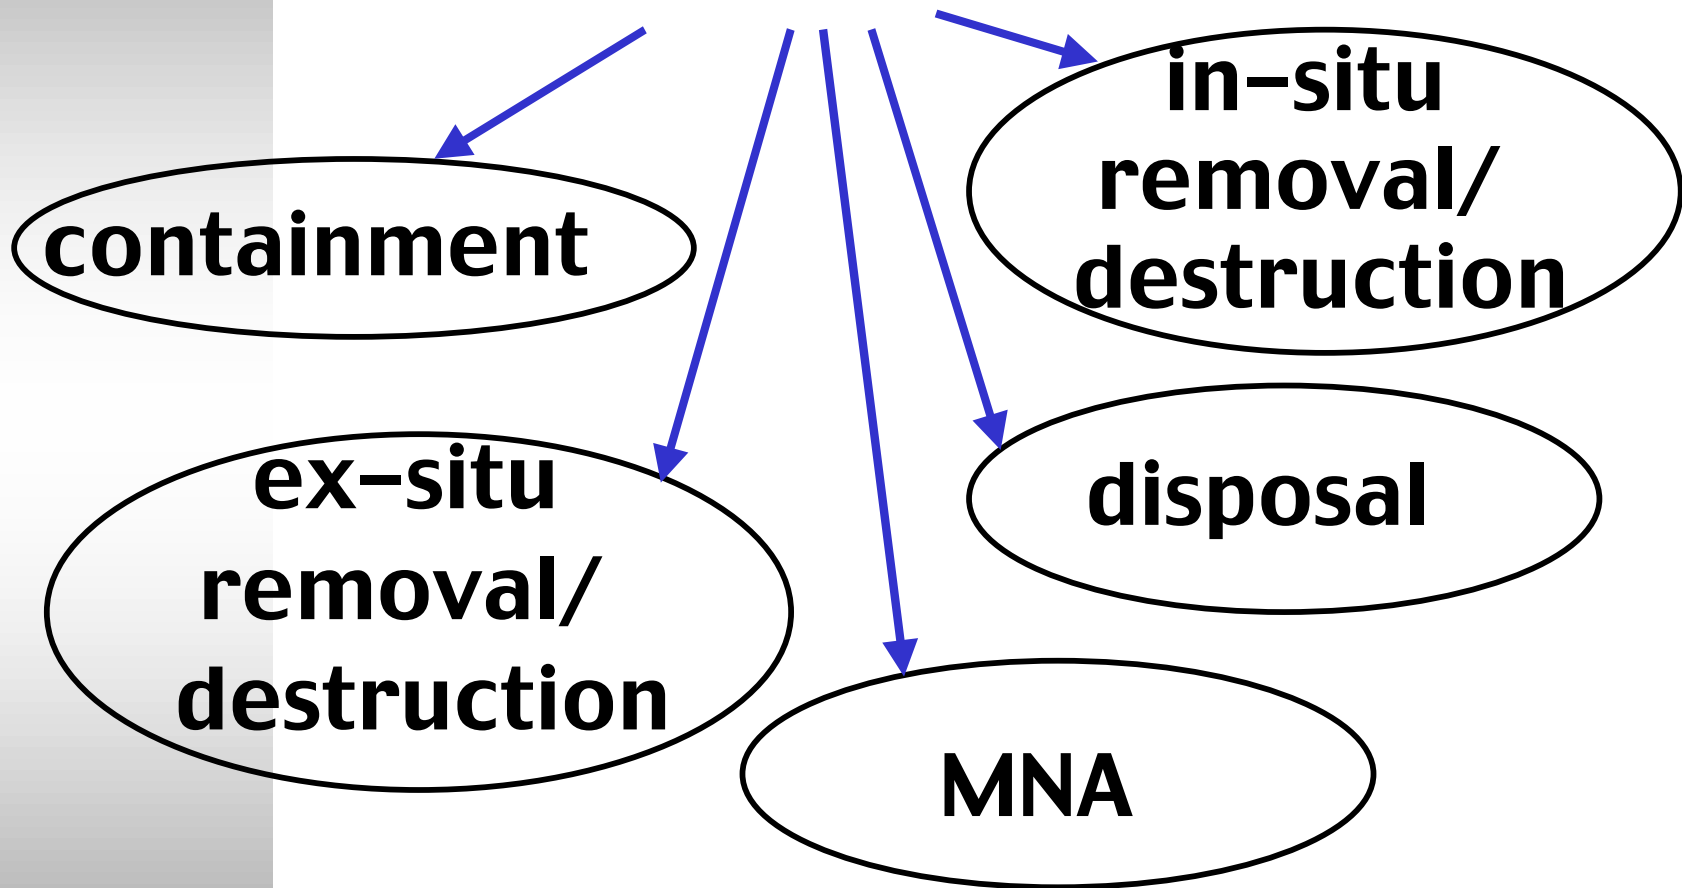 containment
in-situ
removal/
destruction
ex-situ
removal/
destruction
disposal
MNA